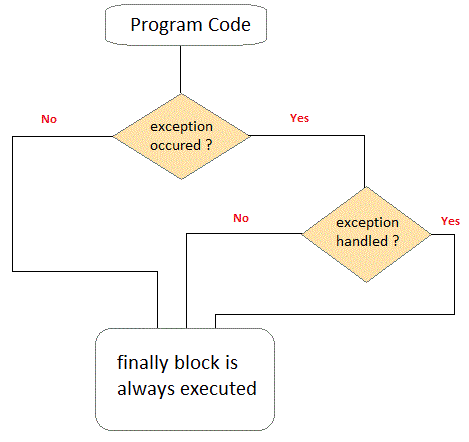 Program Code
No
Yes
exception
occured ?
No
Yes
exception
handled ?
finally block is
always executed